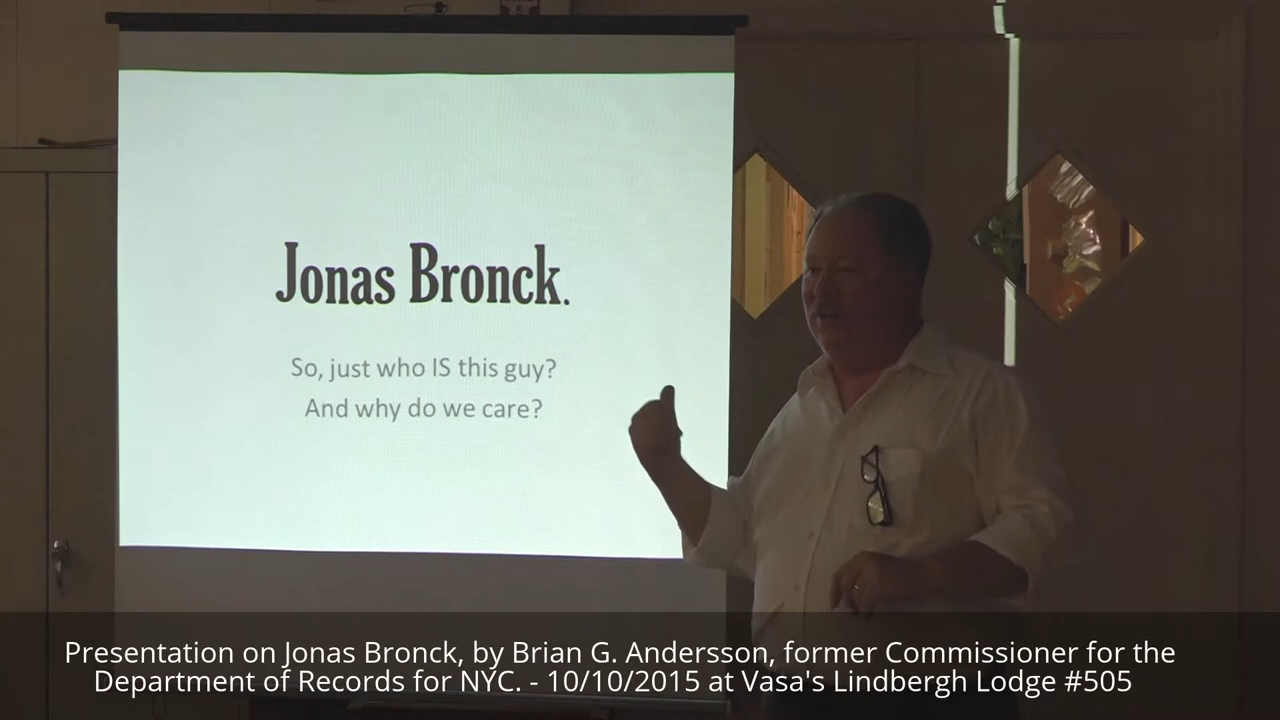 Jonas Bronck.
So, just who IS this guy?
And why do we care?
Presentation on Jonas Bronck, by Brian G. Andersson, former Commissioner for the
Department of Records for NYC. - 10/10/2015 at Vasa's Lindbergh Lodge #505